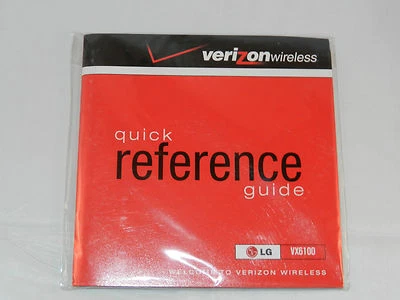 verizonwireless
quick
reference
guide
LG VX6100
WELCOME TO VERIZON WIRELESS